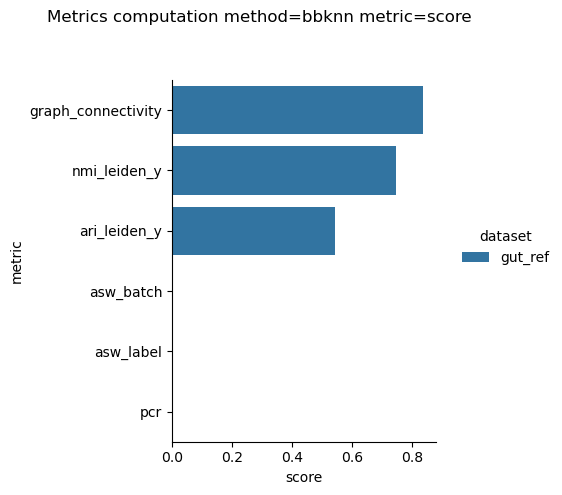 Metrics computation method=bbknn metric=score
graph_connectivity
nmi_leiden_y
ari_leiden_y
asw_batch
asw_label
pcr
metric
0.0 0.2 0.4 0.6 0.8
score
dataset
gut_ref